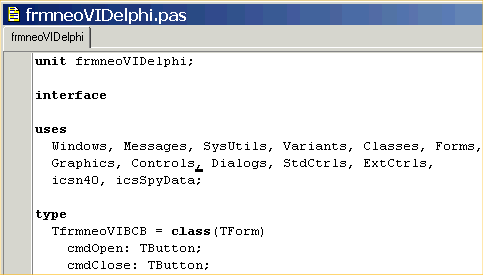 frmneoVIDelphi.pas
frmneoVIDelphi
unit frmneoVIDelphi;
interface
uses
Windows, Messages, SysUtils, Variants, Classes, Forms,
Graphics, Controls, Dialogs, StdCtrls, ExtCtrls,
icsn40, icsSpyData;
type
TfrmneoVIBCB = class(TForm)
cmdOpen: TButton;
cmdClose: TButton;